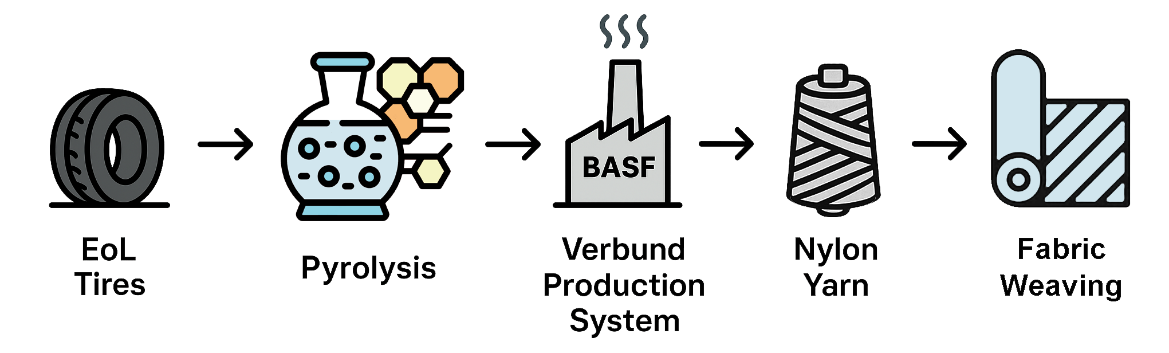 EoL
Tires
Pyrolysis
BASF
Verbund
Production
System
Nylon
Yarn
Fabric
Weaving